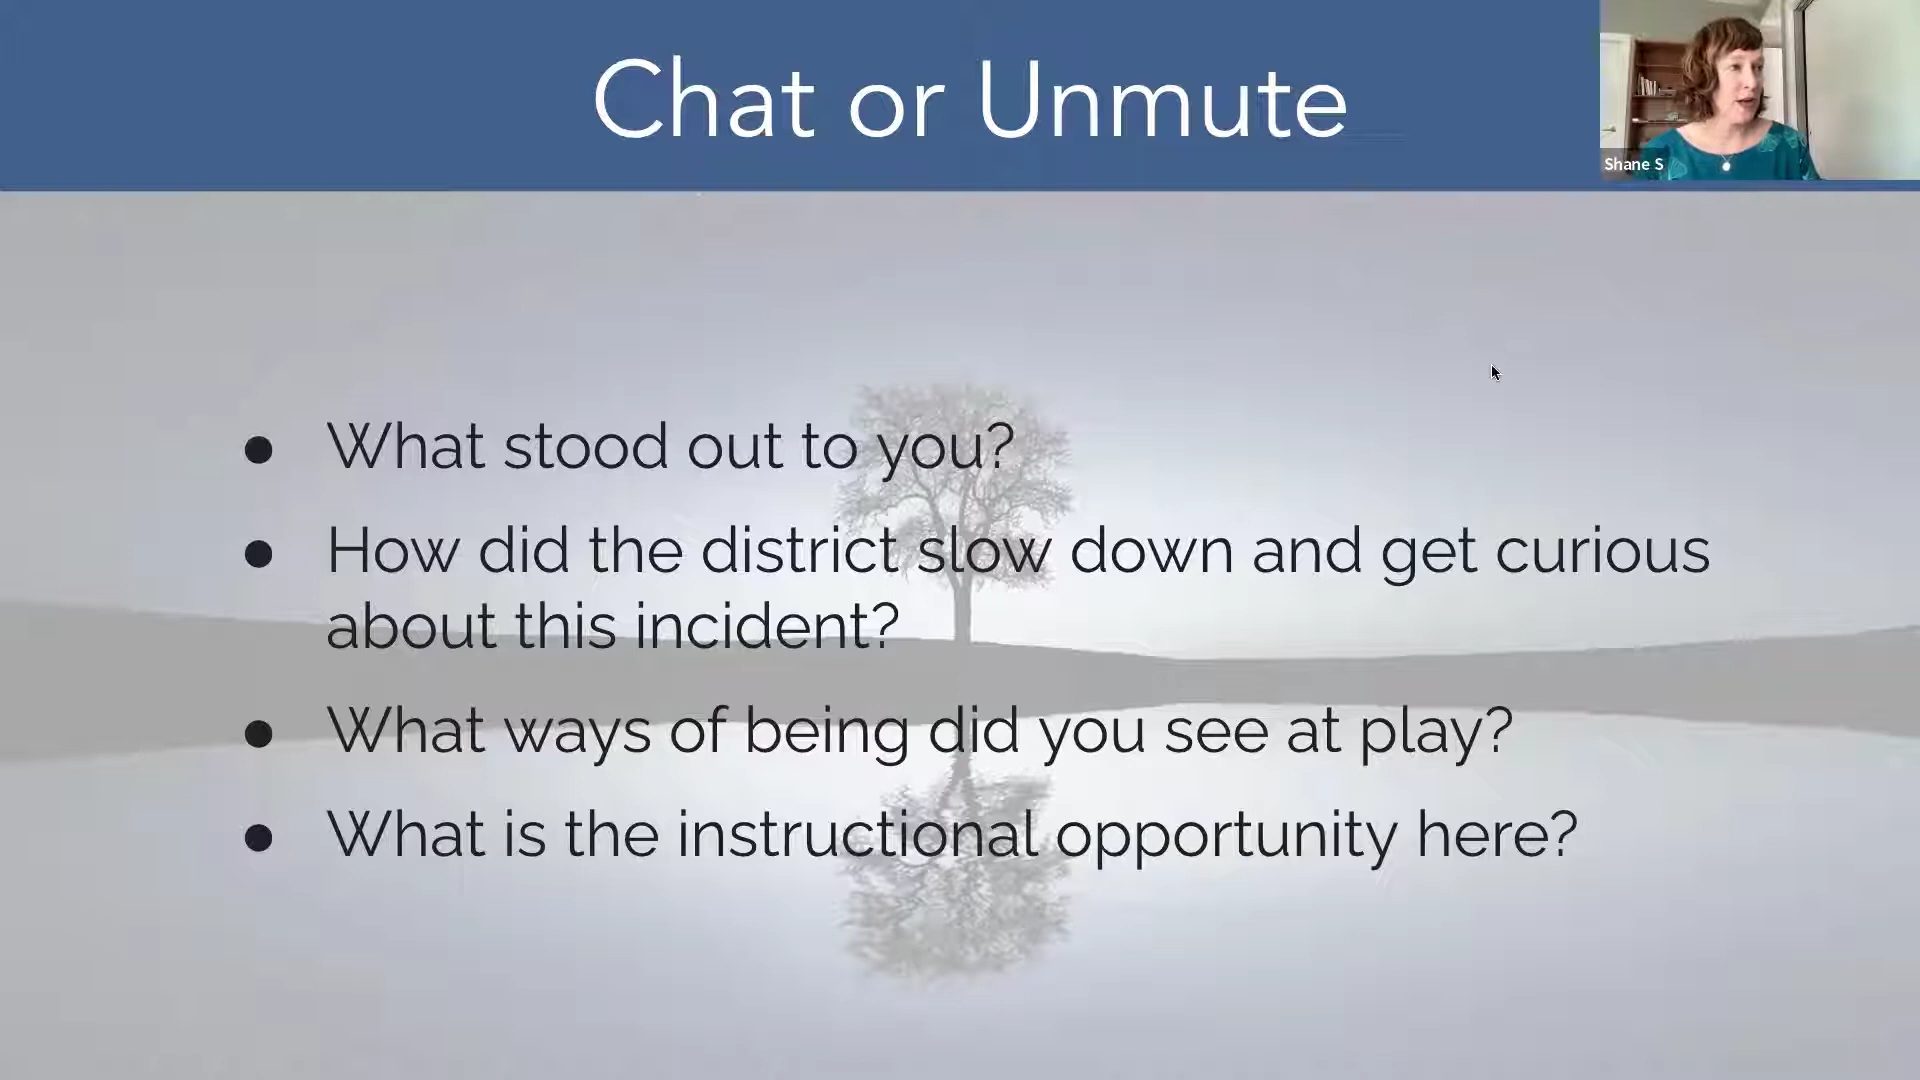 Chat or Unmute
Shane S
● What stood out to you?
● How did the district slow down and get curious
about this incident?
● What ways of being did you see at play?
● What is the instructional opportunity here?